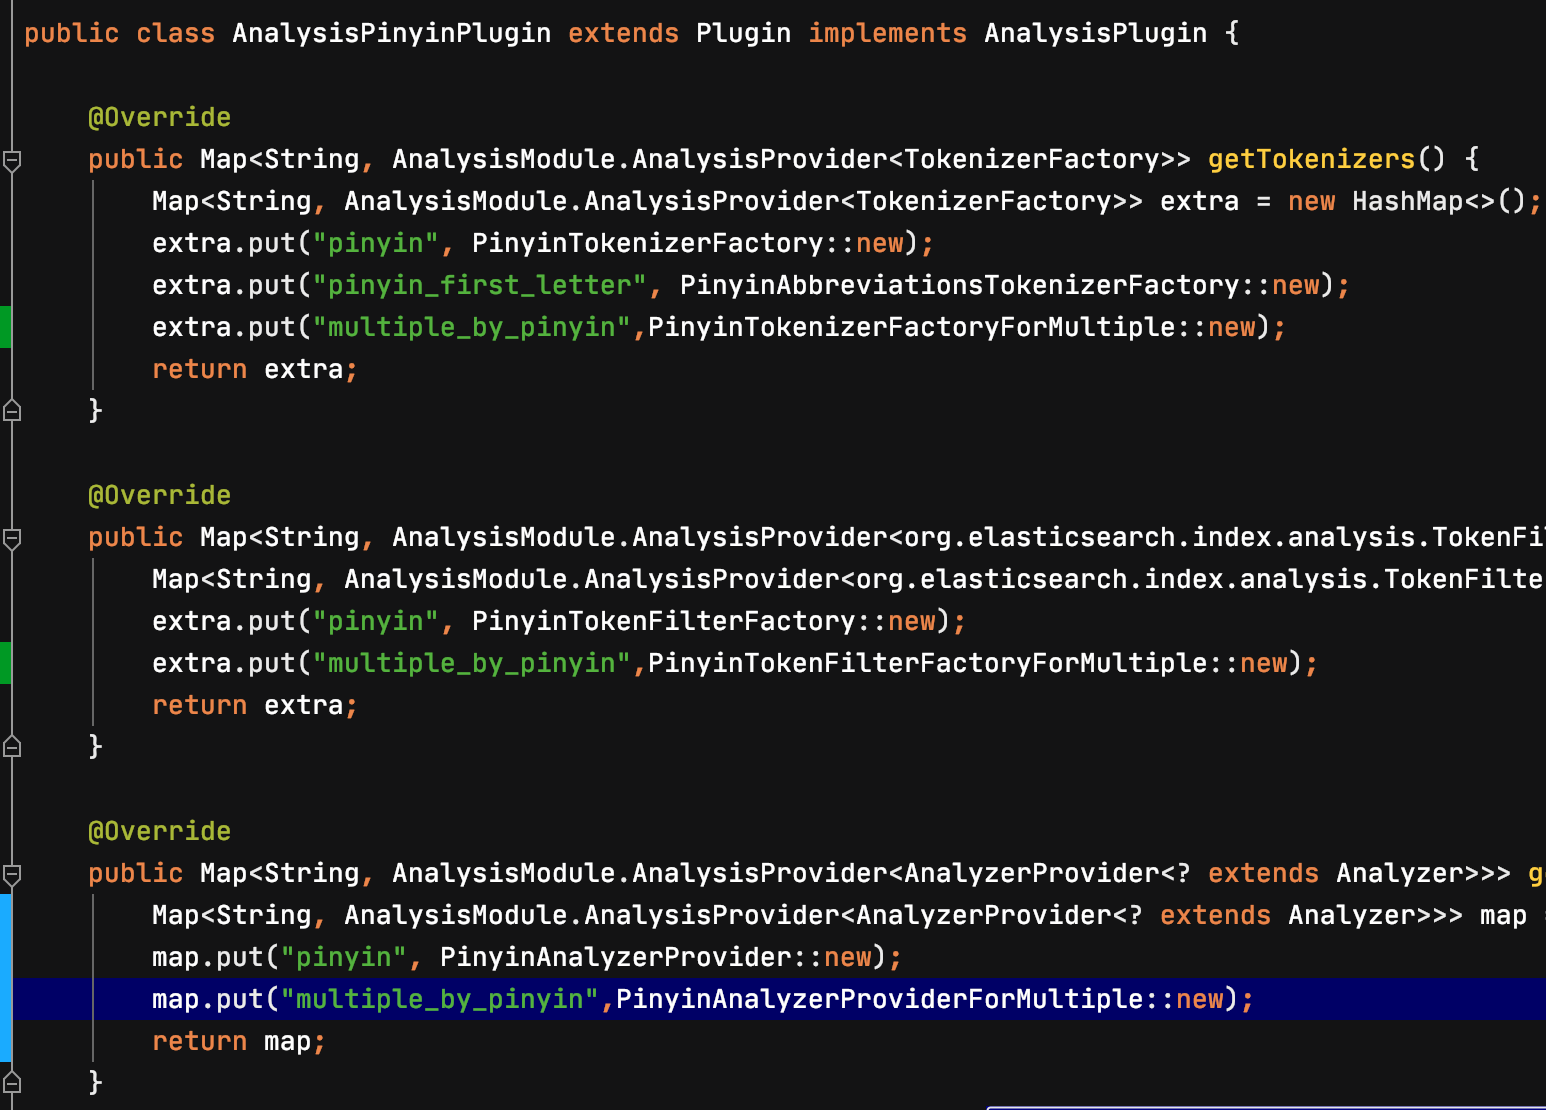 public class AnalysisPinyinPlugin extends Plugin implements AnalysisPlugin {
@Override
public Map<String, AnalysisModule.AnalysisProvider<TokenizerFactory>> getTokenizers() {
Map<String, AnalysisModule.AnalysisProvider<TokenizerFactory>> extra = new HashMap<>();
extra.put("pinyin", PinyinTokenizerFactory::new);
extra.put("pinyin_first_letter", PinyinAbbreviationsTokenizerFactory::new);
extra.put("multiple_by_pinyin",PinyinTokenizerFactoryForMultiple::new);
return extra;
}
@Override
public Map<String, AnalysisModule.AnalysisProvider<org.elasticsearch.index.analysis.TokenFi
Map<String, AnalysisModule.AnalysisProvider<org.elasticsearch.index.analysis.TokenFilte
extra.put("pinyin", PinyinTokenFilterFactory::new);
extra.put("multiple_by_pinyin",PinyinTokenFilterFactoryForMultiple::new);
return extra;
}
@Override
public Map<String, AnalysisModule.AnalysisProvider<AnalyzerProvider<? extends Analyzer>>> g
Map<String, AnalysisModule.AnalysisProvider<AnalyzerProvider<? extends Analyzer>>> map =
map.put("pinyin", PinyinAnalyzerProvider::new);
map.put("multiple_by_pinyin",PinyinAnalyzerProviderForMultiple::new);
return map;
}